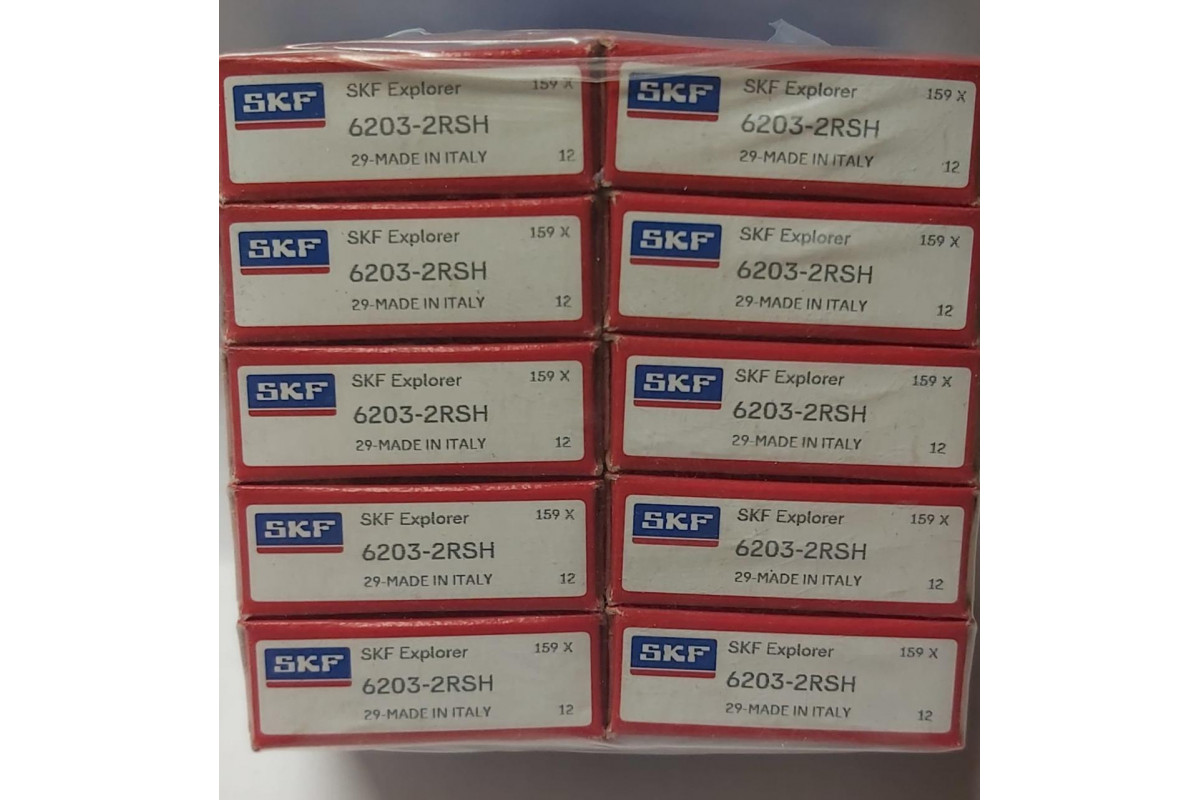 SKF SKF Explorer 159 X
6203-2RSH
29-MADE IN ITALY 12
SKF SKF Explorer 159 X
6203-2RSH
29-MADE IN ITALY 12
SKF SKF Explorer 159 X
6203-2RSH
29-MADE IN ITALY 12
SKF SKF Explorer 159 X
6203-2RSH
29-MADE IN ITALY 12
SKF SKF Explorer 159 X
6203-2RSH
29-MADE IN ITALY 12
SKF SKF Explorer 159 X
6203-2RSH
29-MADE IN ITALY 12
SKF SKF Explorer 159 X
6203-2RSH
29-MADE IN ITALY 12
SKF SKF Explorer 159 X
6203-2RSH
29-MADE IN ITALY 12
SKF SKF Explorer 159 X
6203-2RSH
29-MADE IN ITALY 12
SKF SKF Explorer 159 X
6203-2RSH
29-MADE IN ITALY 12